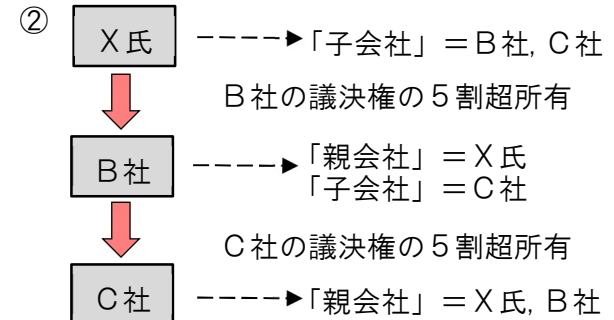 ②
X氏
「子会社」=B社, C社
B社の議決権の5割超所有
B社
「親会社」=X氏
「子会社」=C社
C社の議決権の5割超所有
C社
「親会社」=X氏, B社